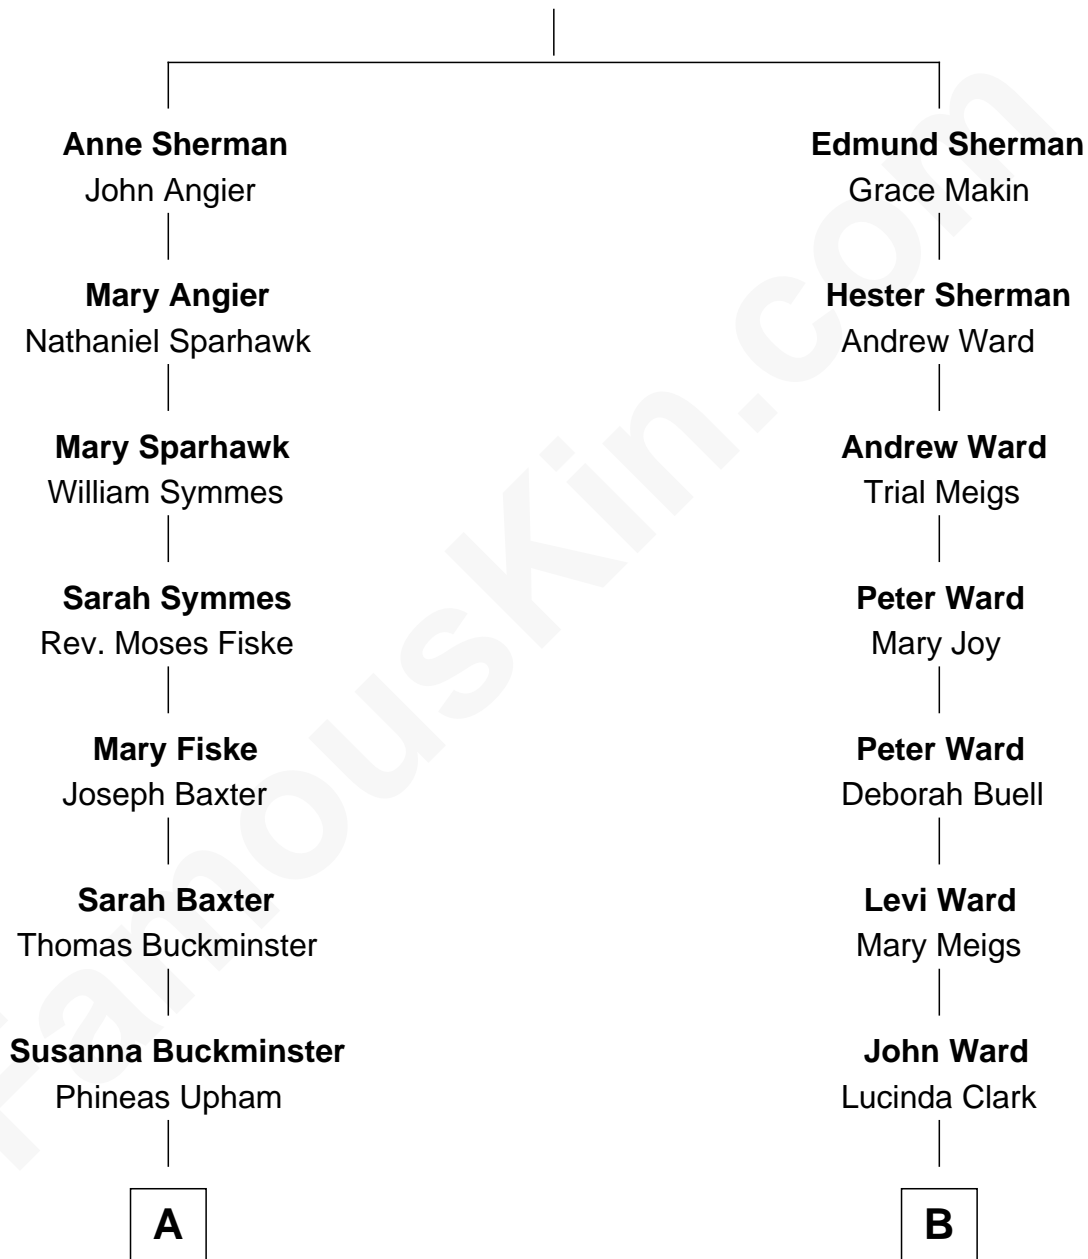 Anne Sherman
John Angier
Mary Angier
Nathaniel Sparhawk
Mary Sparhawk
William Symmes
Sarah Symmes
Rev. Moses Fiske
Mary Fiske
Joseph Baxter
Sarah Baxter
Thomas Buckminster
Susanna Buckminster
Phineas Upham
A
Edmund Sherman
Grace Makin
Hester Sherman
Andrew Ward
Andrew Ward
Trial Meigs
Peter Ward
Mary Joy
Peter Ward
Deborah Buell
Levi Ward
Mary Meigs
John Ward
Lucinda Clark
B
FamousKin.com